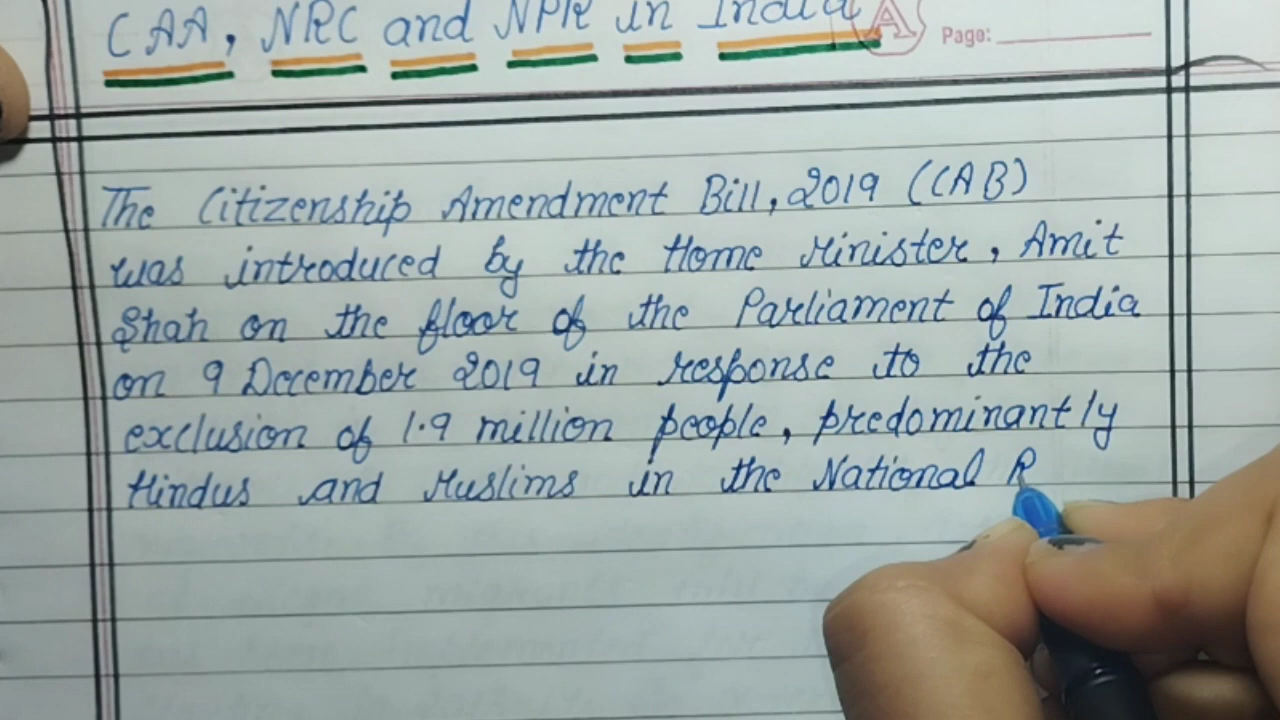 CAA, NRC and NPR in India
A Page:
The Citizenship Amendment Bill, 2019 (CAB)
was introduced by the Home Minister, Amit
Shah on the floor of the Parliament of India
on 9 December 2019 in response to the
exclusion of 1.9 million people, predominantly
Hindus and Muslims in the National R